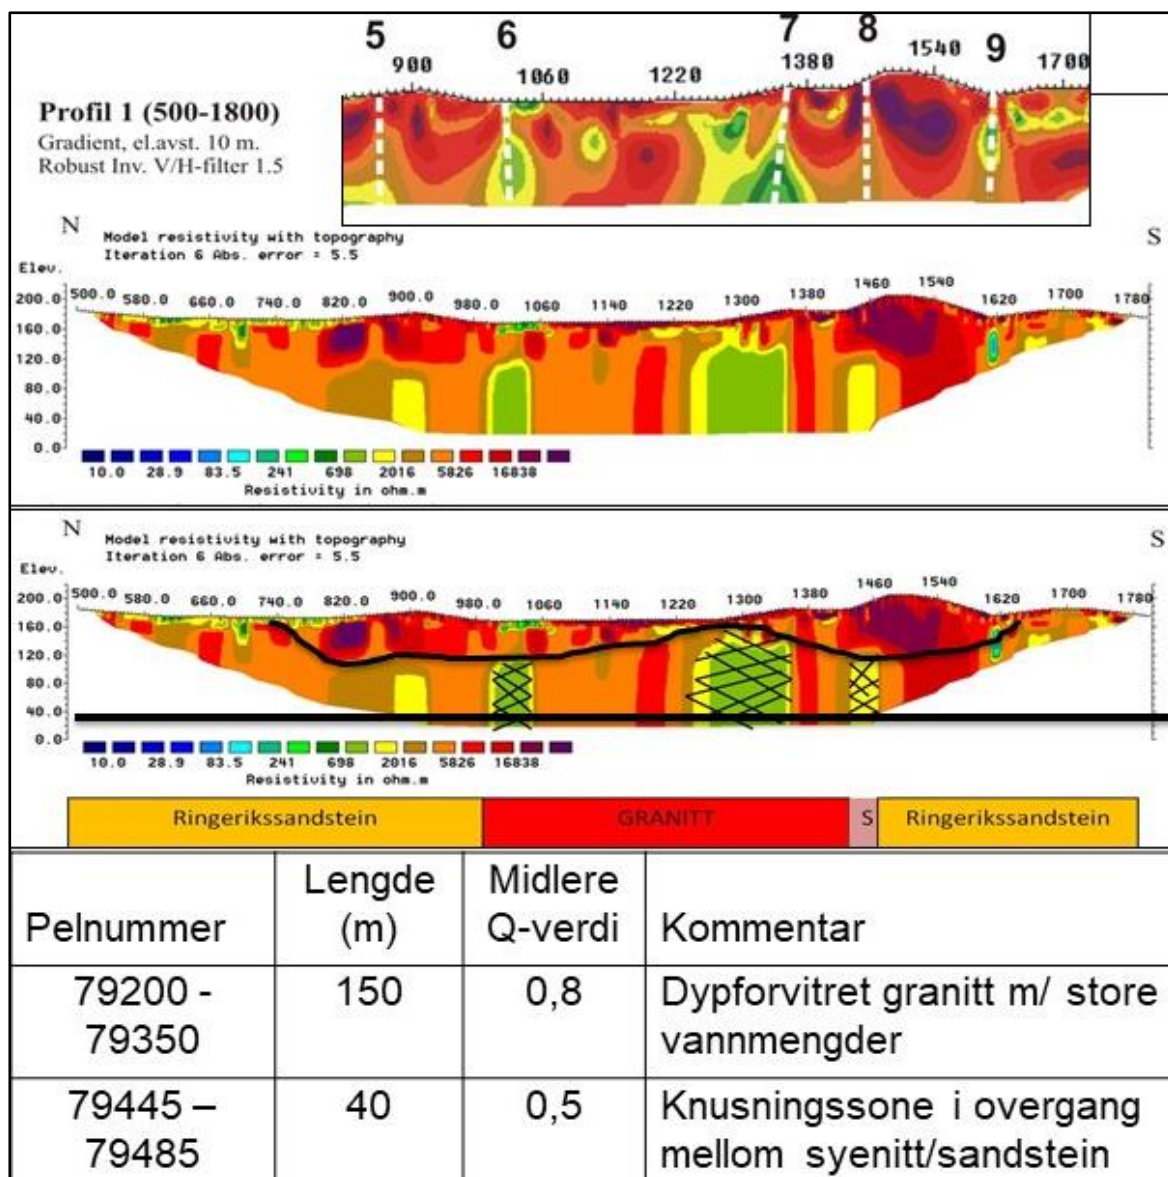 5 6 7 8 9
900 1060 1220 1380 1540 1700
Profil 1 (500-1800)
Gradient, el.avst. 10 m.
Robust Inv. V/H-filter 1.5
N S
Model resistivity with topography
Iteration 6 Abs. error = 5.5
Elev.
500.0 580.0 660.0 740.0 820.0 900.0 980.0 1060 1140 1220 1300 1380 1460 1540 1620 1700 1780
200.0
160.0
120.0
80.0
40.0
0.0
10.0 28.9 83.5 241 698 2016 5826 16838
Resistivity in ohm.m
N S
Model resistivity with topography
Iteration 6 Abs. error = 5.5
Elev.
500.0 580.0 660.0 740.0 820.0 900.0 980.0 1060 1140 1220 1300 1380 1460 1540 1620 1700 1780
200.0
160.0
120.0
80.0
40.0
0.0
10.0 28.9 83.5 241 698 2016 5826 16838
Resistivity in ohm.m
Ringerikssandstein GRANITT S Ringerikssandstein
Pelnummer Lengde (m) Midlere Q-verdi Kommentar
79200 - 79350 150 0,8 Dypforvitret granitt m/ store vannmengder
79445 – 79485 40 0,5 Knusningssone i overgang mellom syenitt/sandstein